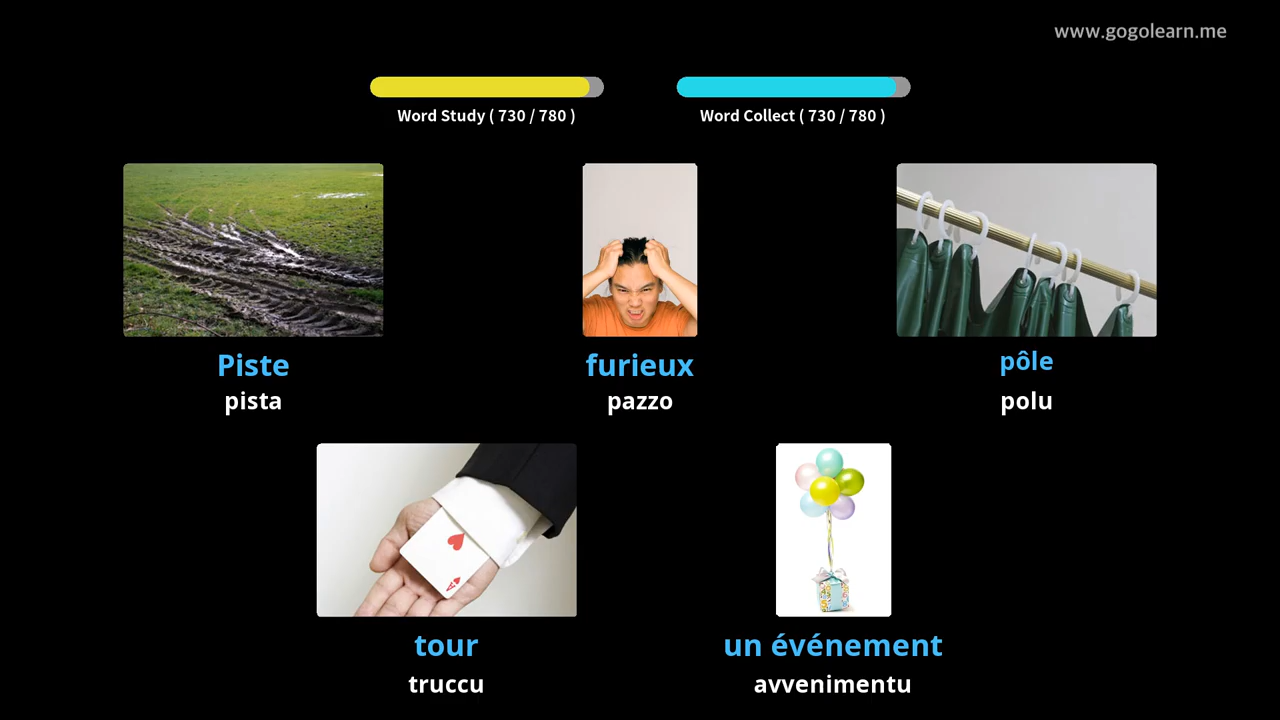 www.gogolearn.me
Word Study ( 730 / 780 )
Word Collect ( 730 / 780 )
Piste
pista
furieux
pazzo
pôle
polu
tour
truccu
un événement
avvenimentu